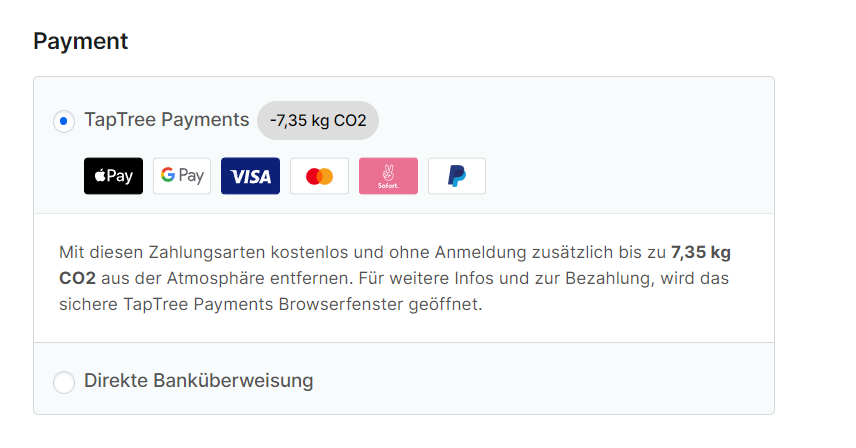 Payment
TapTree Payments -7,35 kg CO2
Pay G Pay VISA Sofort.
Mit diesen Zahlungsarten kostenlos und ohne Anmeldung zusätzlich bis zu 7,35 kg
CO2 aus der Atmosphäre entfernen. Für weitere Infos und zur Bezahlung, wird das
sichere TapTree Payments Browserfenster geöffnet.
Direkte Banküberweisung